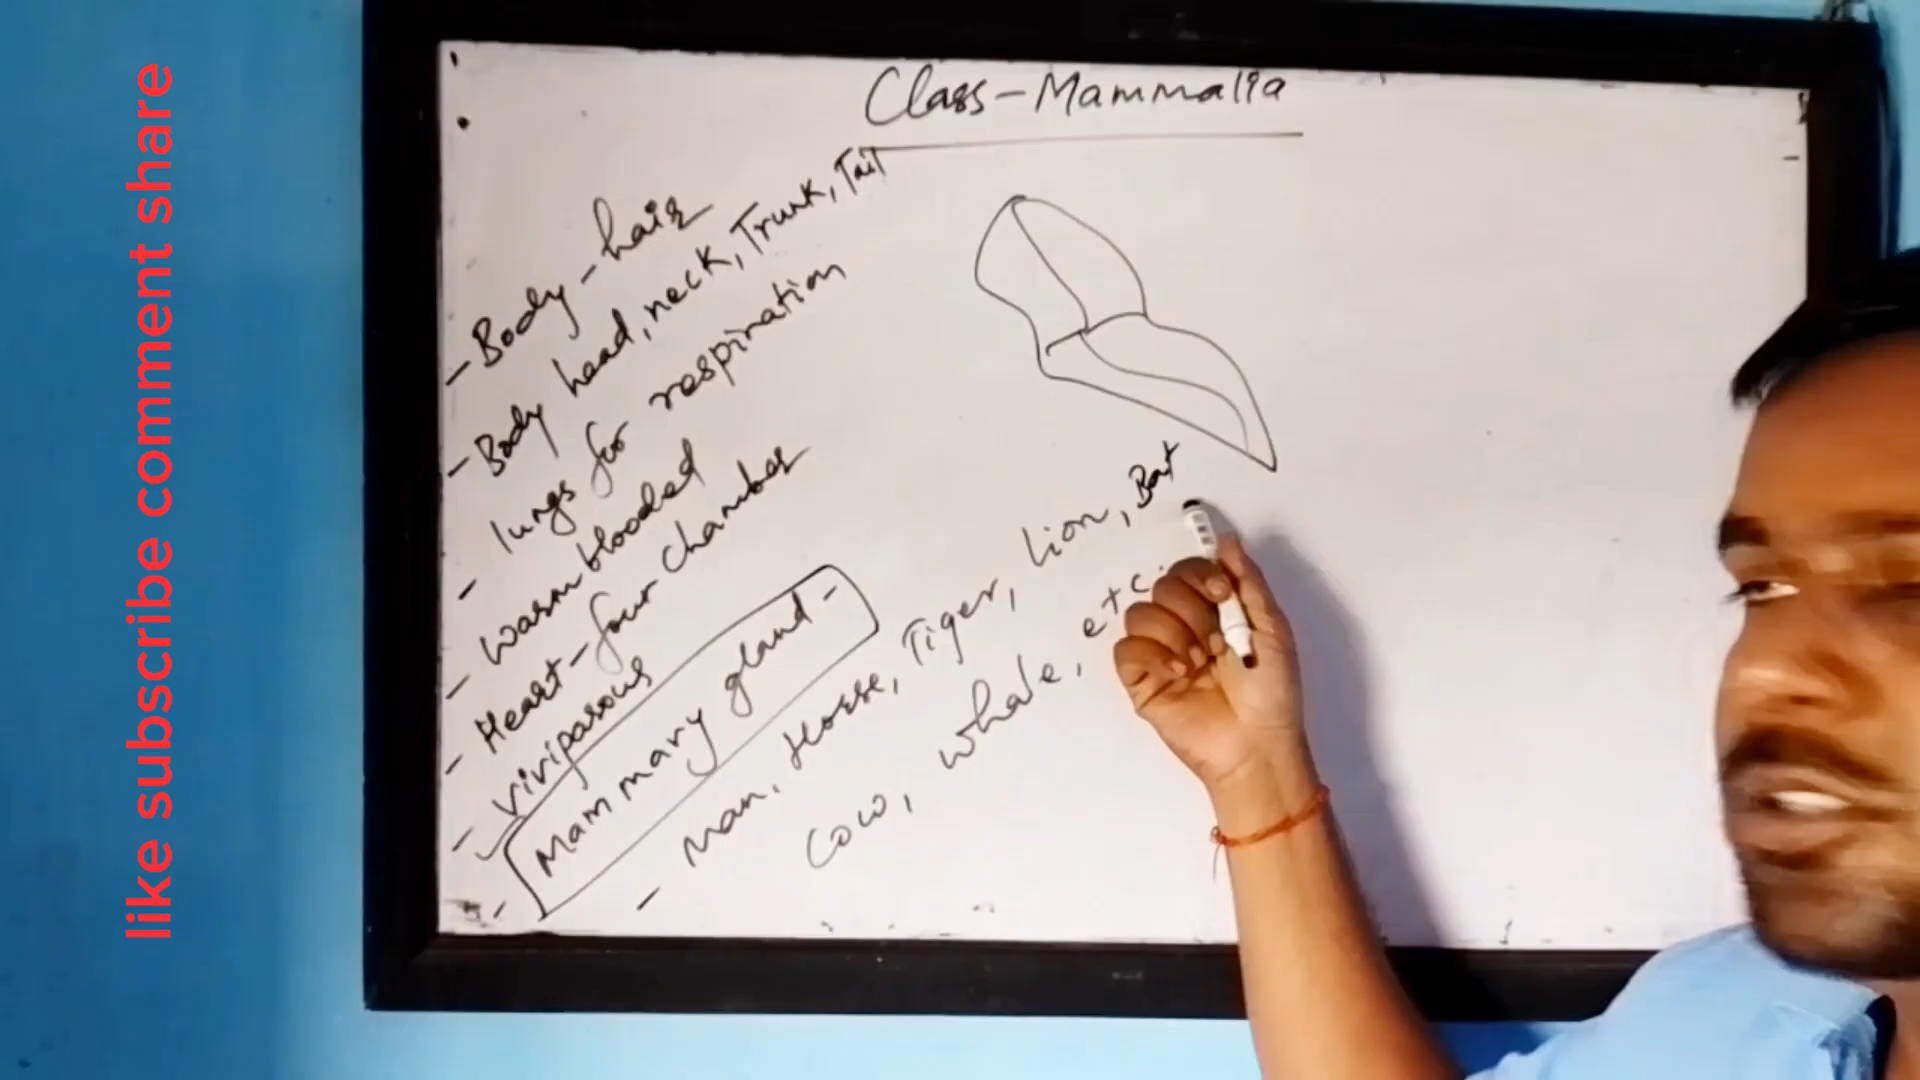 like subscribe comment share
Class - Mammalia
- Body - hair
- Body head, neck, Trunk, Tail
- lungs for respiration
- warm blooded
- Heart - four chamber
- viviparous
- Mammary gland -
- Man, Horse, Tiger, Lion, Bat
Cow, whale, etc.